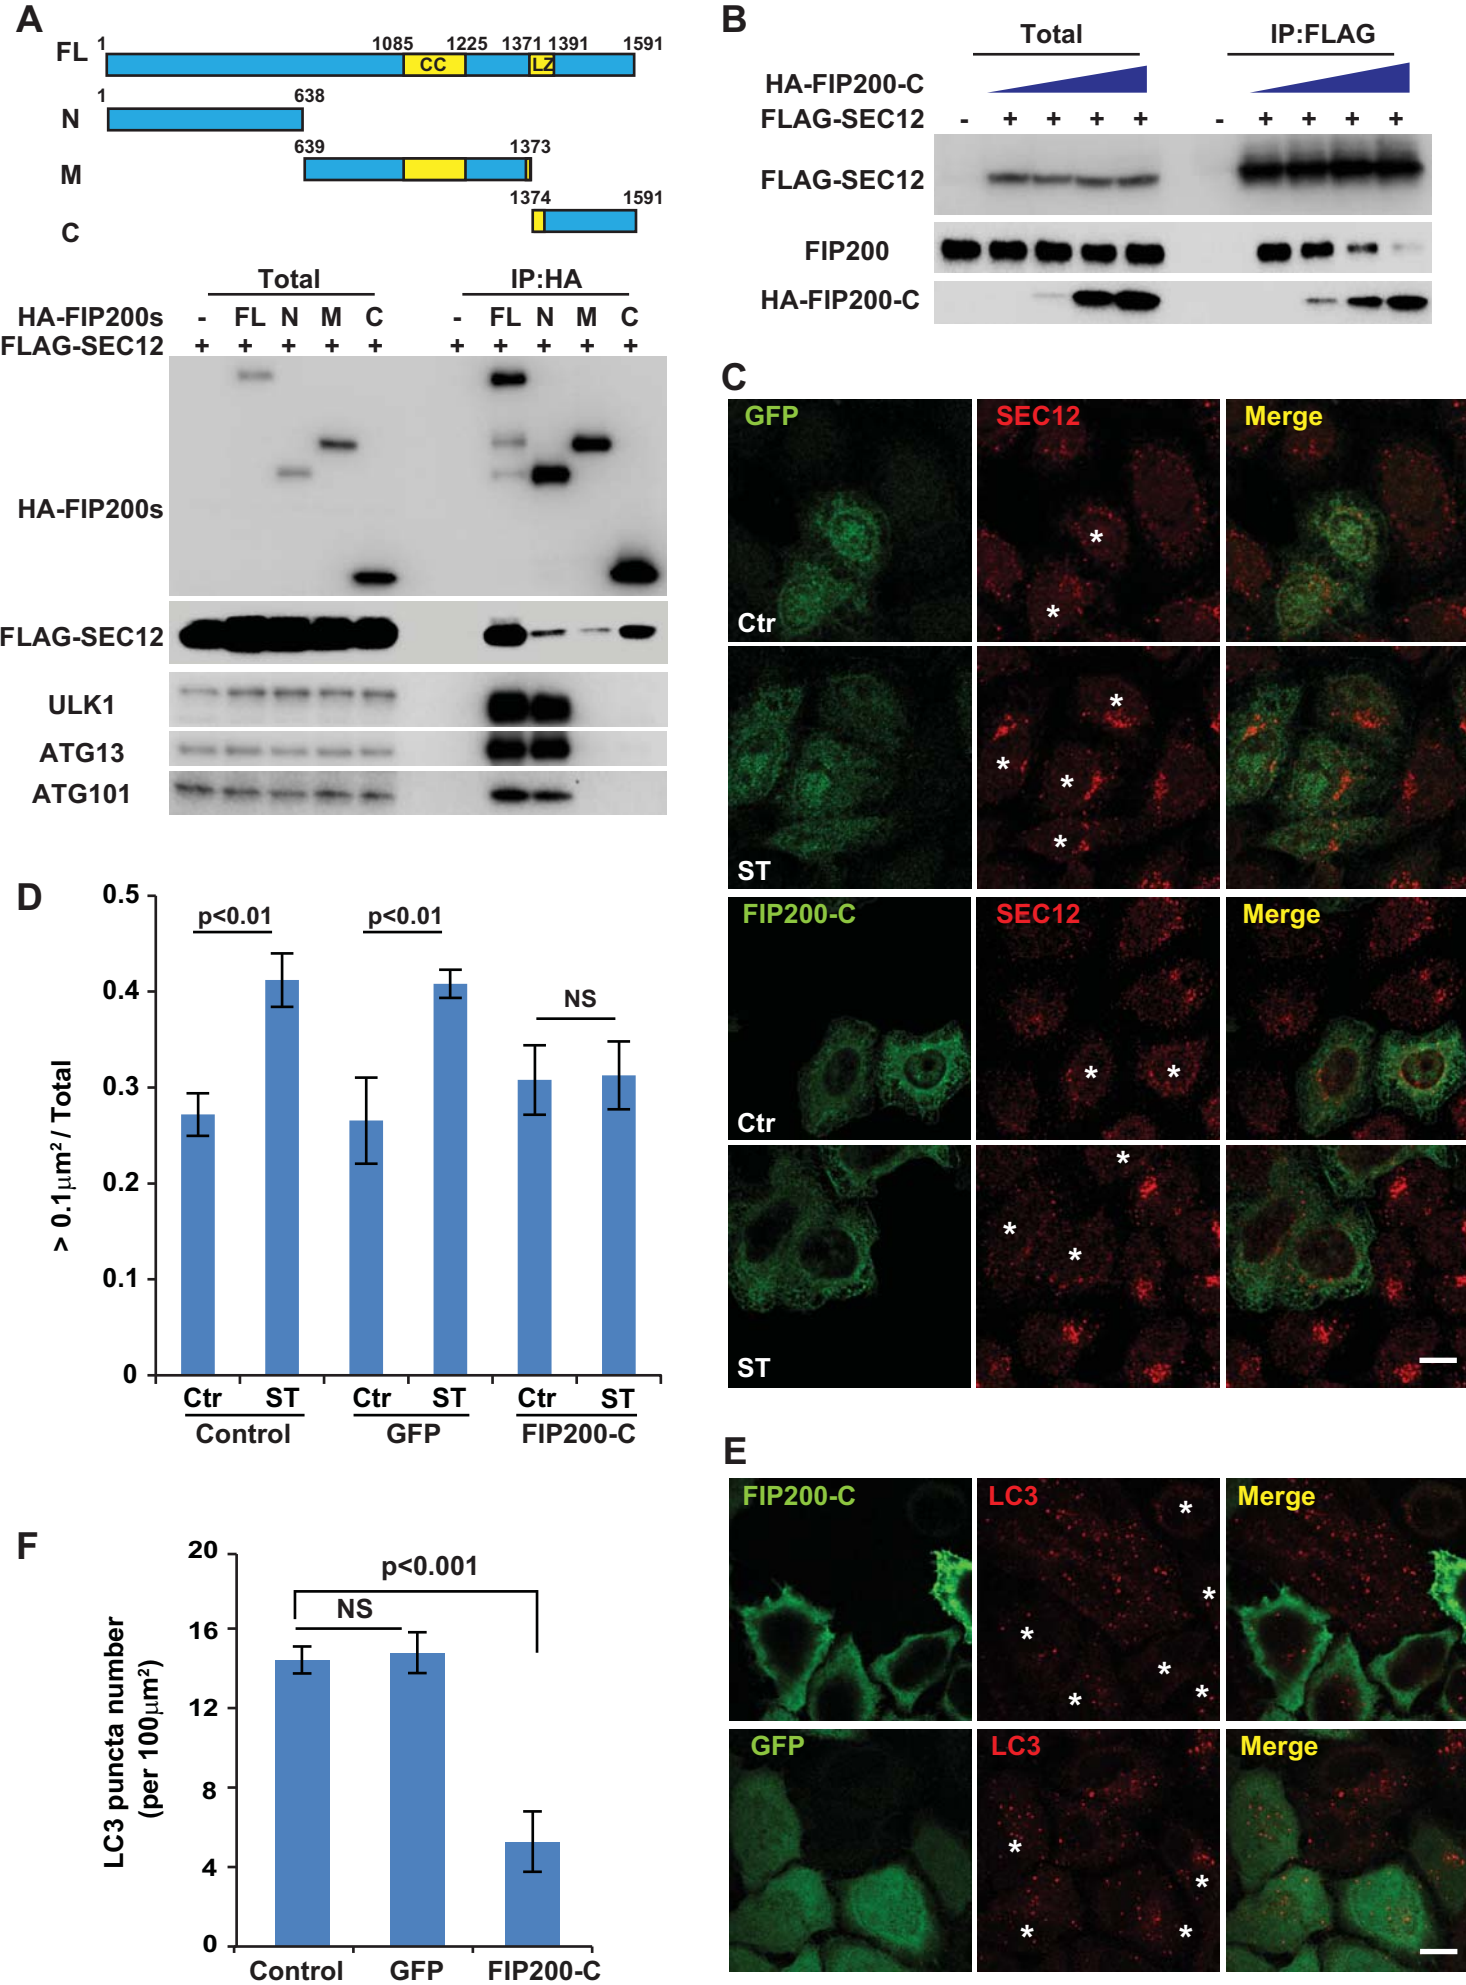 A
FL
1 1085 1225 1371 1391 1591
CC LZ
N
1 638
M
639 1373
C
1374 1591
Total IP:HA
HA-FIP200s - FL N M C - FL N M C
FLAG-SEC12 + + + + + + + + + +
HA-FIP200s
FLAG-SEC12
ULK1
ATG13
ATG101
B
Total IP:FLAG
HA-FIP200-C
FLAG-SEC12 - + + + + - + + + +
FLAG-SEC12
FIP200
HA-FIP200-C
C
GFP SEC12 Merge
* *
Ctr
* * * *
ST
FIP200-C SEC12 Merge
* *
Ctr
* * *
ST
D
> 0.1μm² / Total
0.5
0.4
0.3
0.2
0.1
0
p<0.01 p<0.01 NS
Ctr ST Ctr ST Ctr ST
Control GFP FIP200-C
E
FIP200-C LC3 Merge
* * * * * *
GFP LC3 Merge
* * * *
F
LC3 puncta number
(per 100μm²)
20
16
12
8
4
0
p<0.001
NS
Control GFP FIP200-C